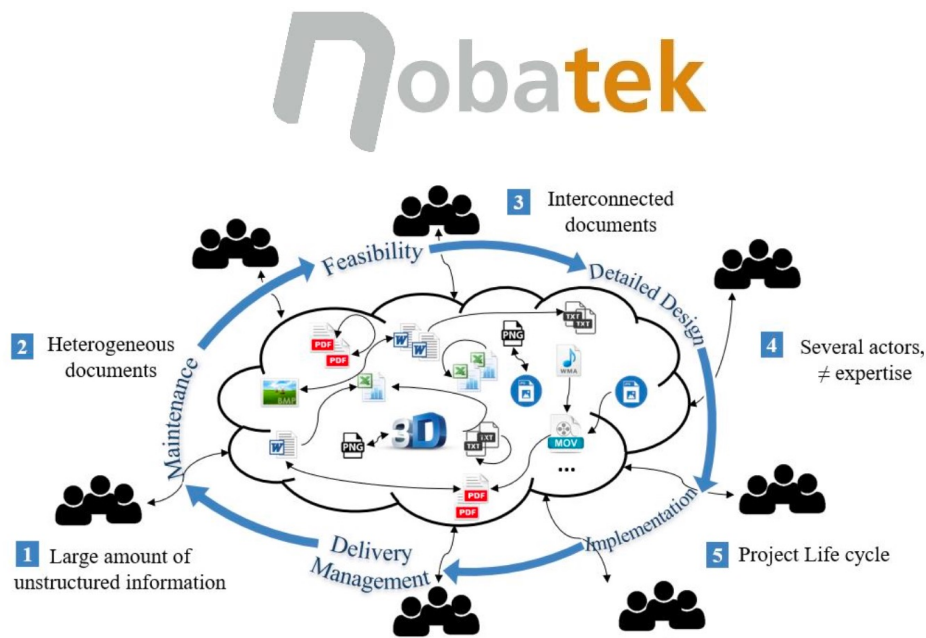 nobatek
3 Interconnected
documents
Feasibility
Detailed Design
2 Heterogeneous
documents
4 Several actors,
≠ expertise
Maintenance
PDF
PDF
W
W
TXT
TXT
PNG
X
X
WMA
BMP
X
W
PNG
3D
TXT
TXT
MOV
...
PDF
PDF
Implementation
1 Large amount of
unstructured information
Delivery
Management
5 Project Life cycle